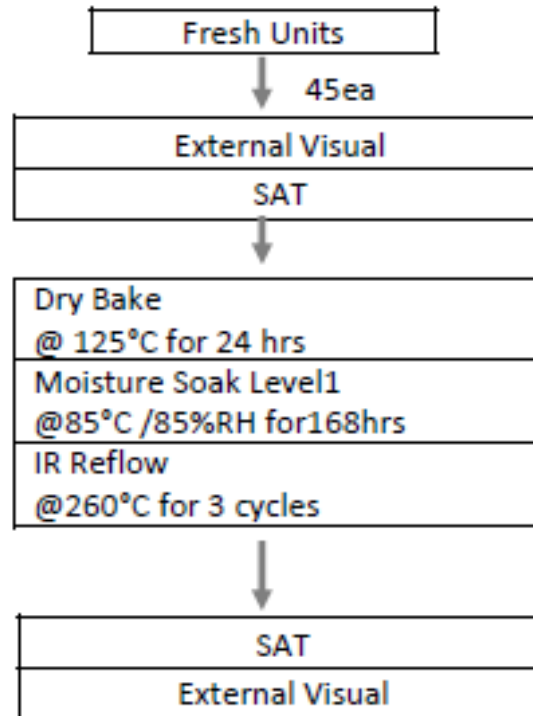 Fresh Units
45ea
External Visual
SAT
Dry Bake
@ 125°C for 24 hrs
Moisture Soak Level1
@85°C /85%RH for168hrs
IR Reflow
@260°C for 3 cycles
SAT
External Visual